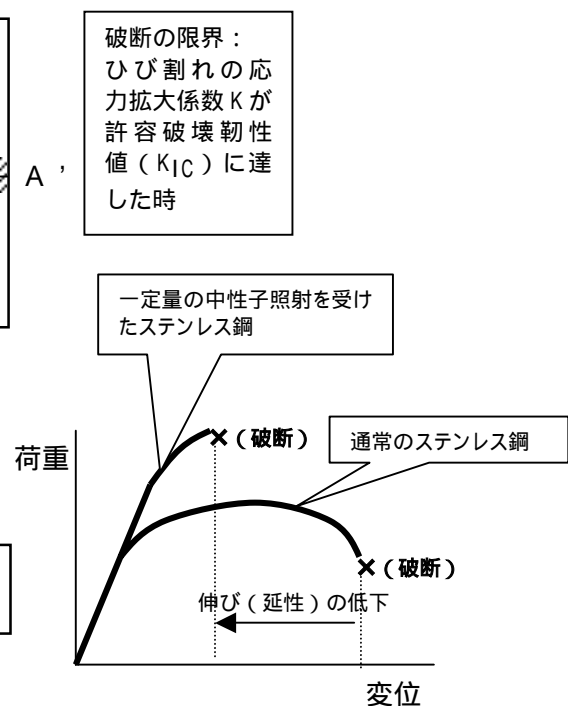 破断の限界：
ひび割れの応
力拡大係数 K が
許容破壊靭性
値（KIC）に達
した時
A ’
一定量の中性子照射を受け
たステンレス鋼
荷重
×（破断）
通常のステンレス鋼
×（破断）
伸び（延性）の低下
変位